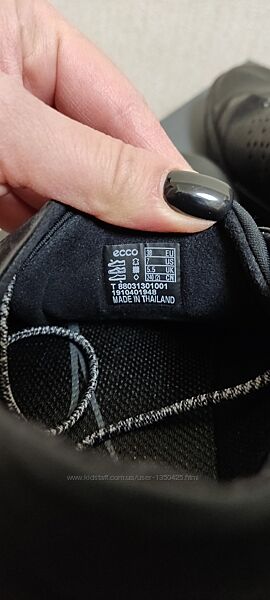 ecco 38 EU
7 US
5.5 UK
CN
T 88031301001
1910401948
MADE IN THAILAND
www.kidstaff.com.ua/user-1350425.html